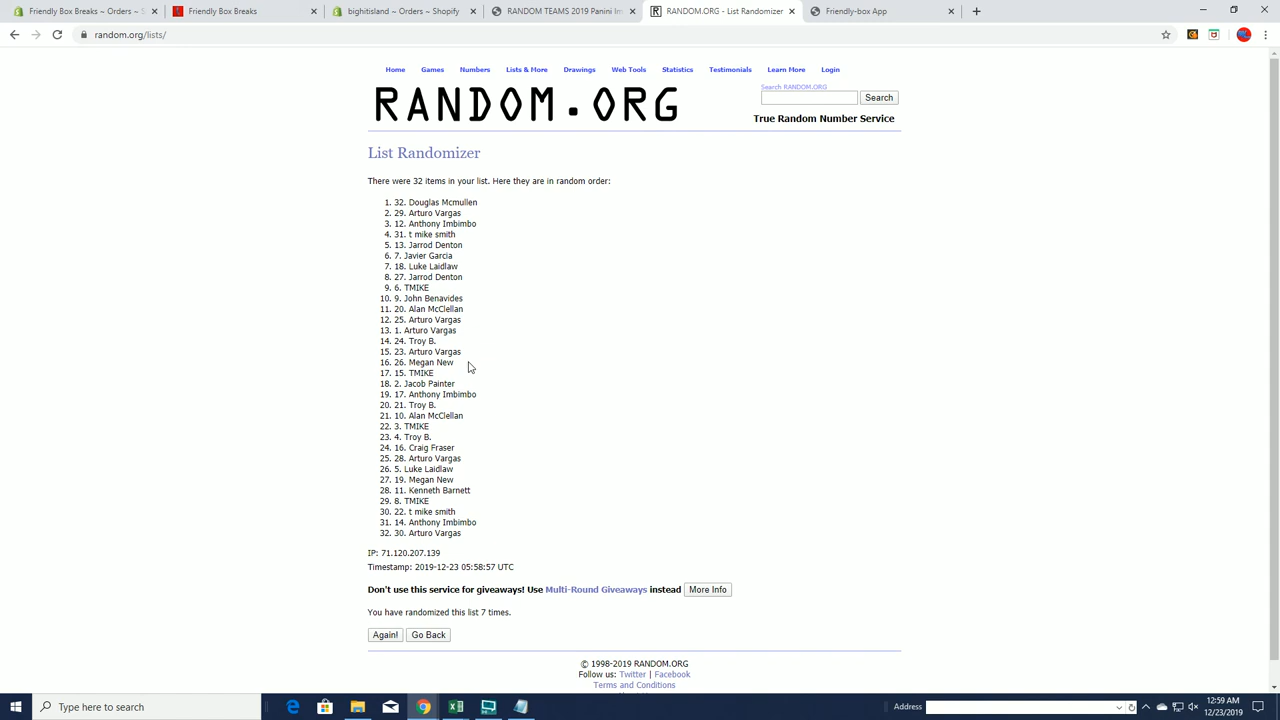 Friendly Box Breaks ~ Orders ~ S
Friendly Box Breaks
bighitislanding ~ Orders ~ Shopify
RANDOM TEAMS 2019 Immaculat
RANDOM.ORG - List Randomizer
Friendly-box App
random.org/lists/
Home Games Numbers Lists & More Drawings Web Tools Statistics Testimonials Learn More Login
RANDOM.ORG
Search RANDOM.ORG
Search
True Random Number Service
List Randomizer
There were 32 items in your list. Here they are in random order:
1. 32. Douglas Mcmullen
2. 29. Arturo Vargas
3. 12. Anthony Imbimbo
4. 31. t mike smith
5. 13. Jarrod Denton
6. 7. Javier Garcia
7. 18. Luke Laidlaw
8. 27. Jarrod Denton
9. 6. TMIKE
10. 9. John Benavides
11. 20. Alan McClellan
12. 25. Arturo Vargas
13. 1. Arturo Vargas
14. 24. Troy B.
15. 23. Arturo Vargas
16. 26. Megan New
17. 15. TMIKE
18. 2. Jacob Painter
19. 17. Anthony Imbimbo
20. 21. Troy B.
21. 10. Alan McClellan
22. 3. TMIKE
23. 4. Troy B.
24. 16. Craig Fraser
25. 28. Arturo Vargas
26. 5. Luke Laidlaw
27. 19. Megan New
28. 11. Kenneth Barnett
29. 8. TMIKE
30. 22. t mike smith
31. 14. Anthony Imbimbo
32. 30. Arturo Vargas
IP: 71.120.207.139
Timestamp: 2019-12-23 05:58:57 UTC
Don't use this service for giveaways! Use Multi-Round Giveaways instead More Info
You have randomized this list 7 times.
Again! Go Back
© 1998-2019 RANDOM.ORG
Follow us: Twitter | Facebook
Terms and Conditions
Type here to search
Address
12:59 AM
12/23/2019